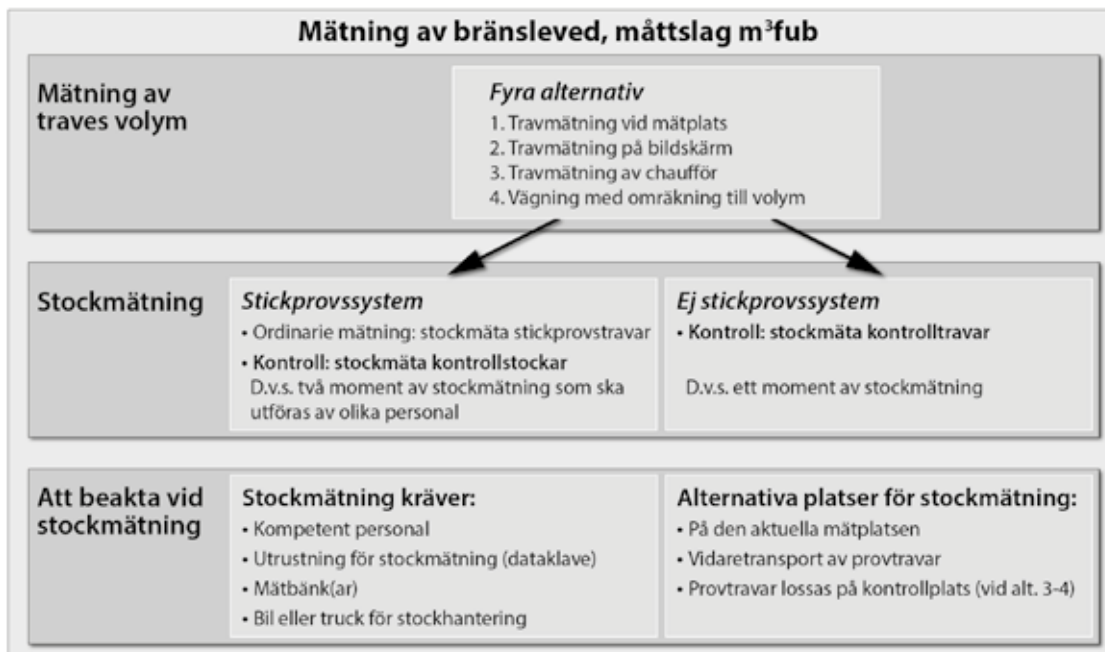 Mätning av bränsleved, måttslag m³fub
Mätning av
traves volym
Fyra alternativ
1. Travmätning vid mätplats
2. Travmätning på bildskärm
3. Travmätning av chaufför
4. Vägning med omräkning till volym
Stockmätning
Stickprovssystem
• Ordinarie mätning: stockmäta stickprovstravar
• Kontroll: stockmäta kontrollstockar
D.v.s. två moment av stockmätning som ska
utföras av olika personal
Ej stickprovssystem
• Kontroll: stockmäta kontrolltravar
D.v.s. ett moment av stockmätning
Att beakta vid
stockmätning
Stockmätning kräver:
• Kompetent personal
• Utrustning för stockmätning (dataklave)
• Mätbänk(ar)
• Bil eller truck för stockhantering
Alternativa platser för stockmätning:
• På den aktuella mätplatsen
• Vidaretransport av provtravar
• Provtravar lossas på kontrollplats (vid alt. 3-4)